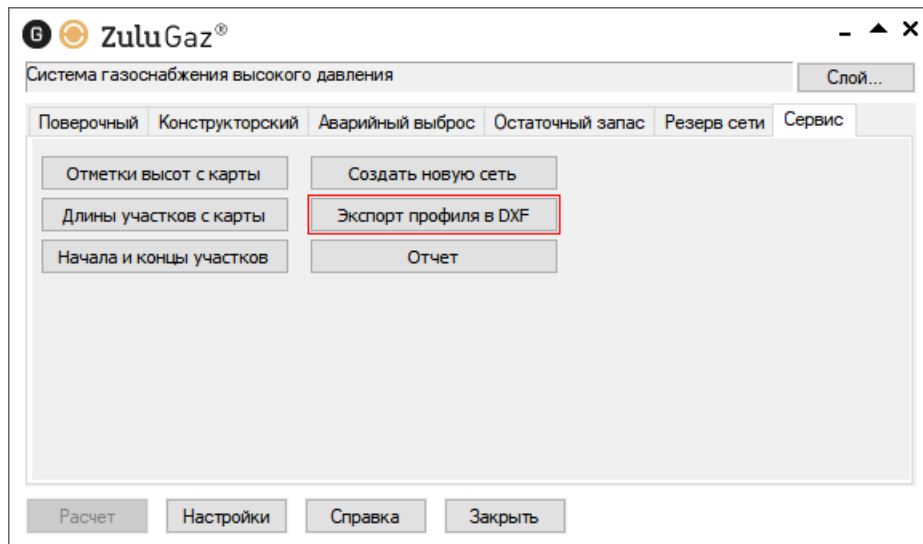 G ZuluGaz®
Система газоснабжения высокого давления Слой...
Поверочный Конструкторский Аварийный выброс Остаточный запас Резерв сети Сервис
Отметки высот с карты Создать новую сеть
Длины участков с карты Экспорт профиля в DXF
Начала и концы участков Отчет
Расчет Настройки Справка Закрыть